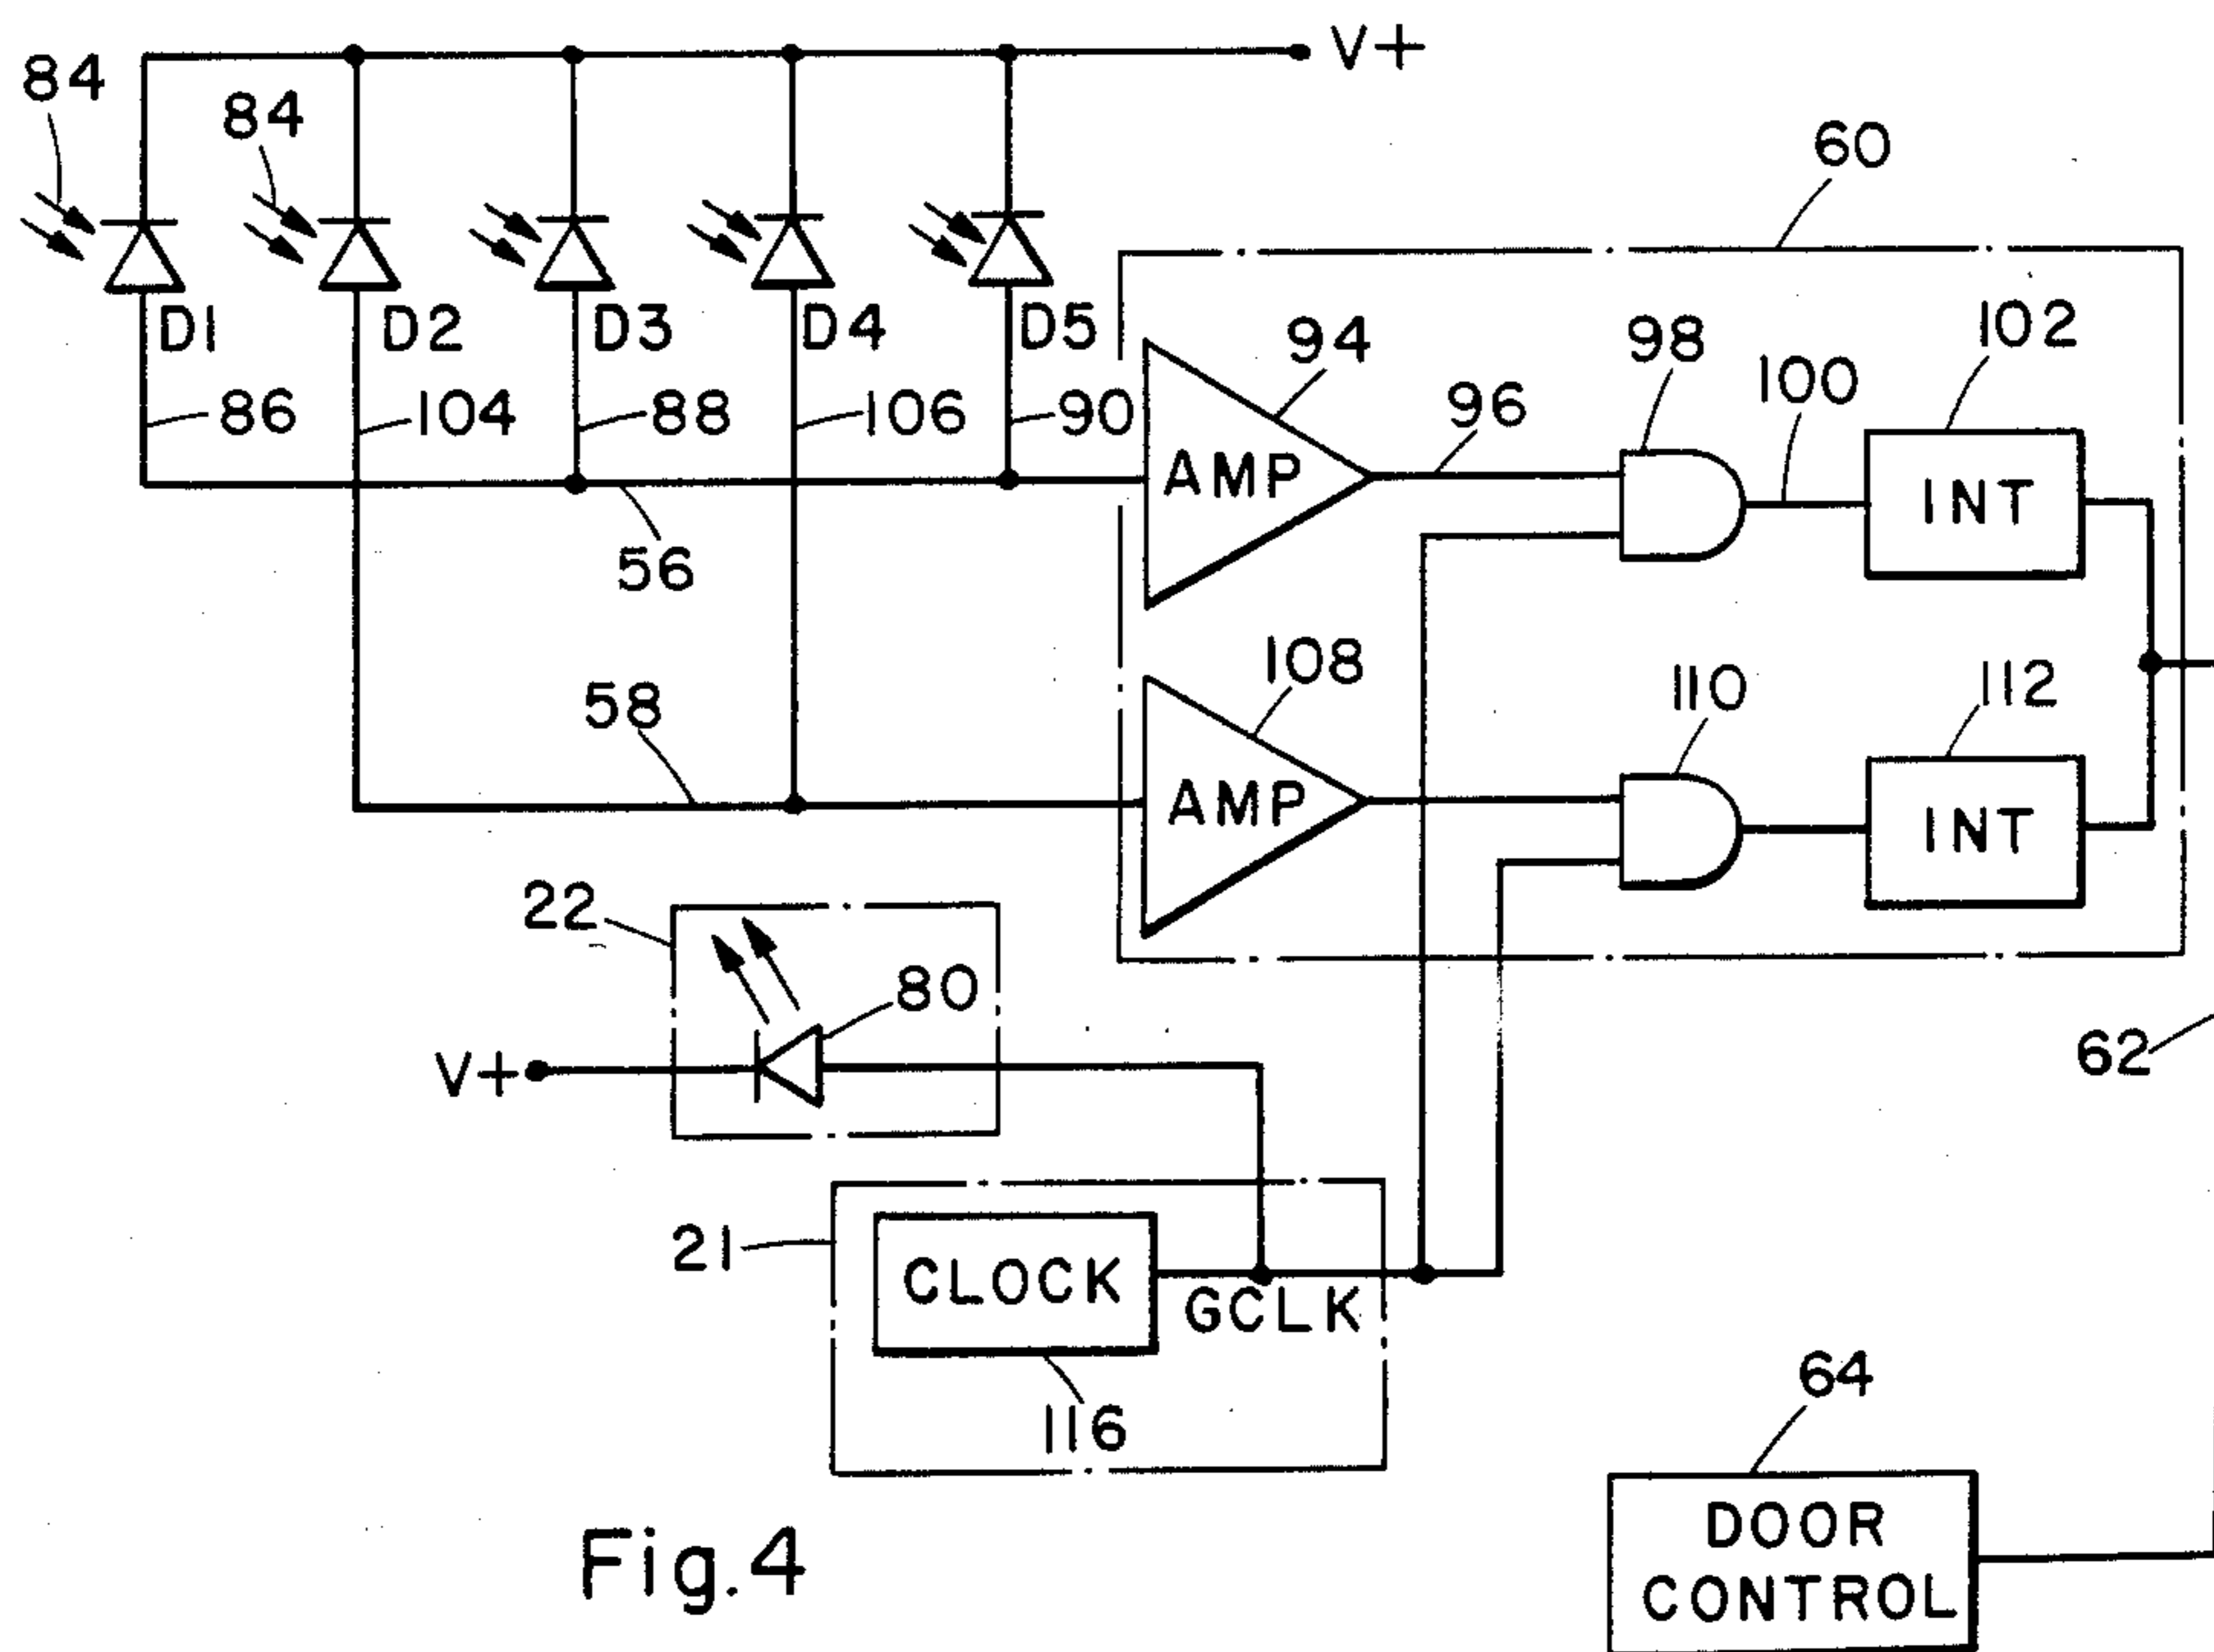 V+
84
84
60
D1
D2
D3
D4
D5
94
98
102
86
104
88
106
90
96
100
AMP
INT
56
108
110
112
58
AMP
INT
22
80
V+
62
21
CLOCK
GCLK
116
64
DOOR
CONTROL
Fig.4